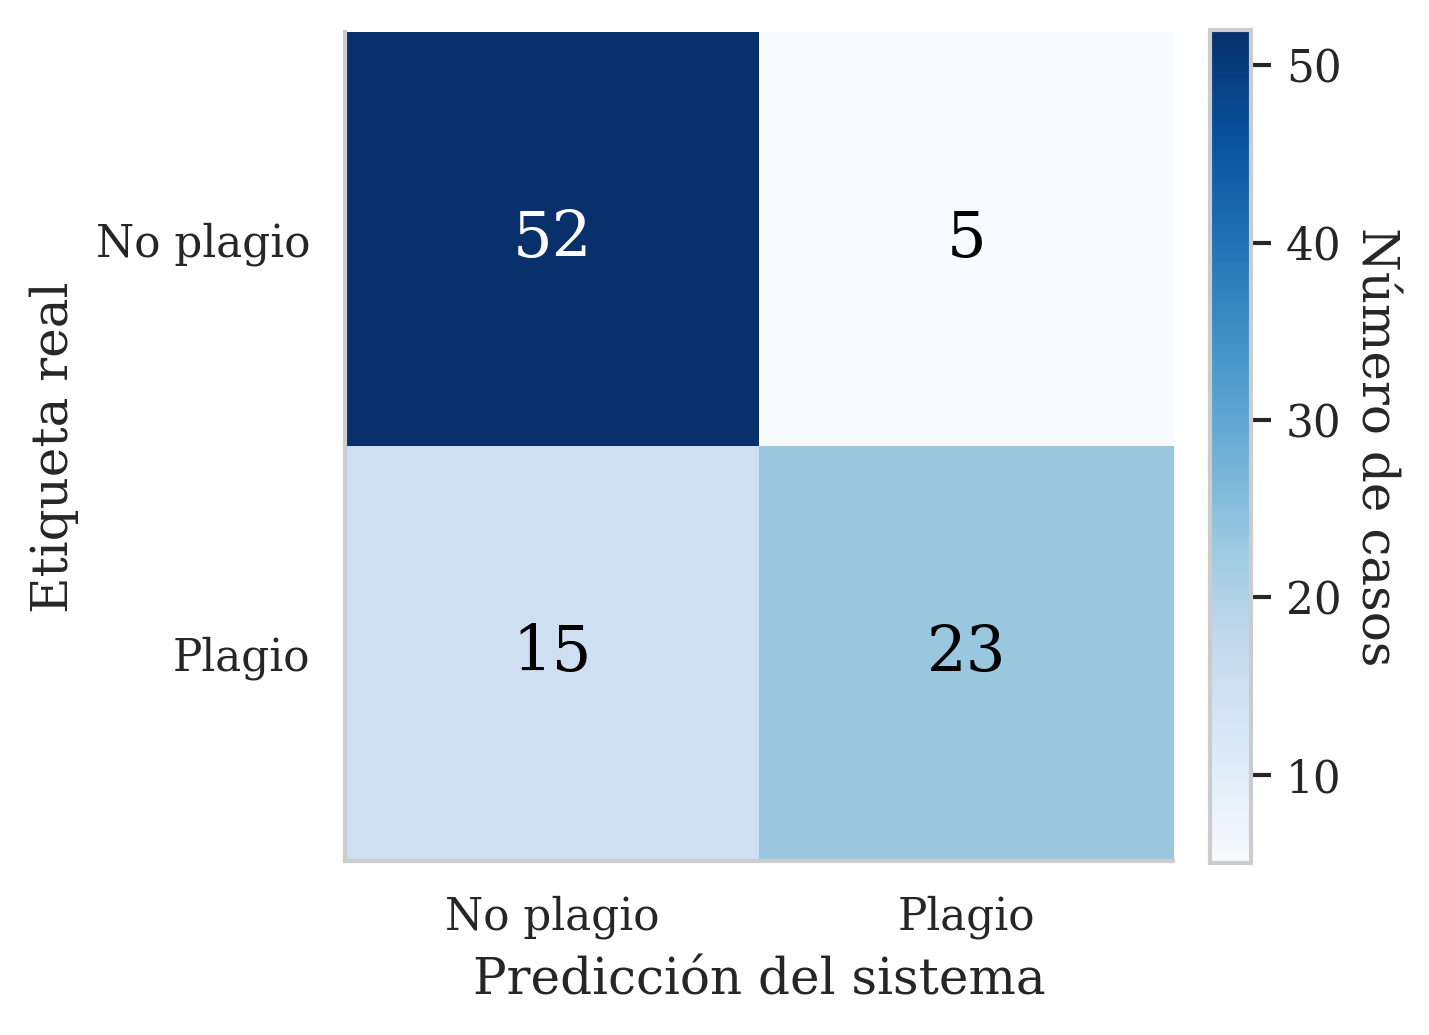 Etiqueta real
No plagio
Plagio
52
5
15
23
No plagio
Plagio
Predicción del sistema
50
40
30
20
10
Número de casos